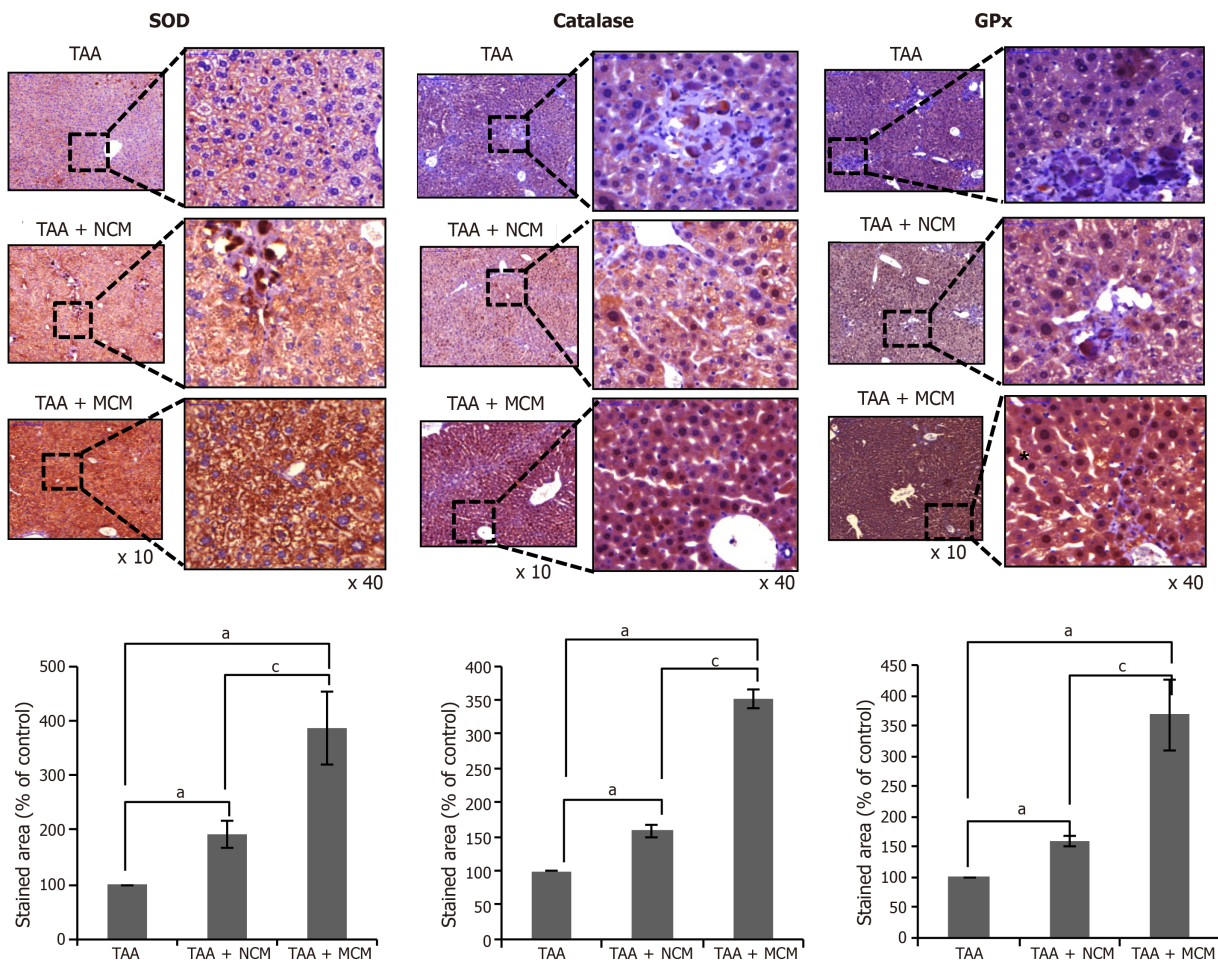 SOD
Catalase
GPx
TAA
TAA
TAA
TAA + NCM
TAA + NCM
TAA + NCM
TAA + MCM
TAA + MCM
TAA + MCM
*
x 10
x 40
x 10
x 40
x 10
x 40
Stained area (% of control)
500
400
300
200
100
0
a
a
c
TAA
TAA + NCM
TAA + MCM
Stained area (% of control)
400
350
300
250
200
150
100
50
0
a
a
c
TAA
TAA + NCM
TAA + MCM
Stained area (% of control)
450
400
350
300
250
200
150
100
50
0
a
a
c
TAA
TAA + NCM
TAA + MCM